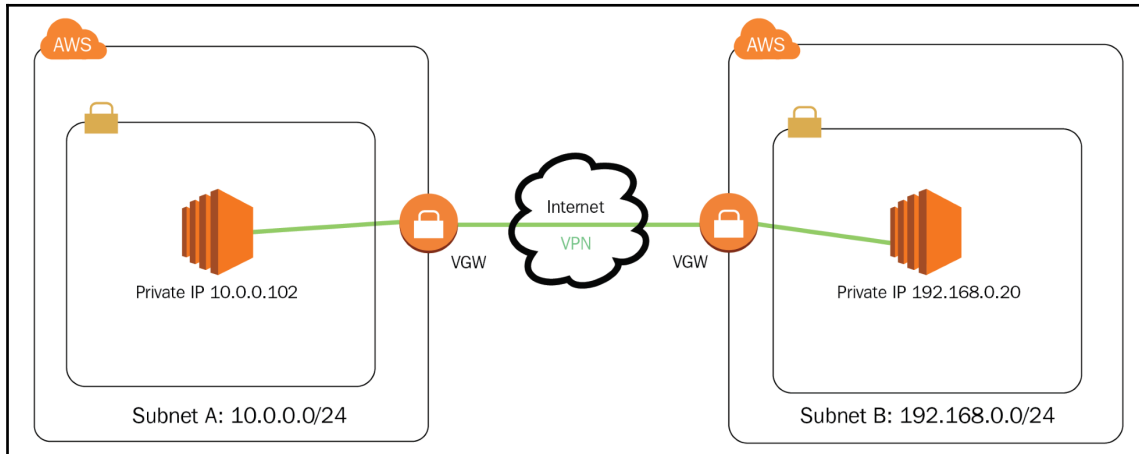 AWS
AWS
Internet
VPN
VGW
VGW
Private IP 10.0.0.102
Private IP 192.168.0.20
Subnet A: 10.0.0.0/24
Subnet B: 192.168.0.0/24